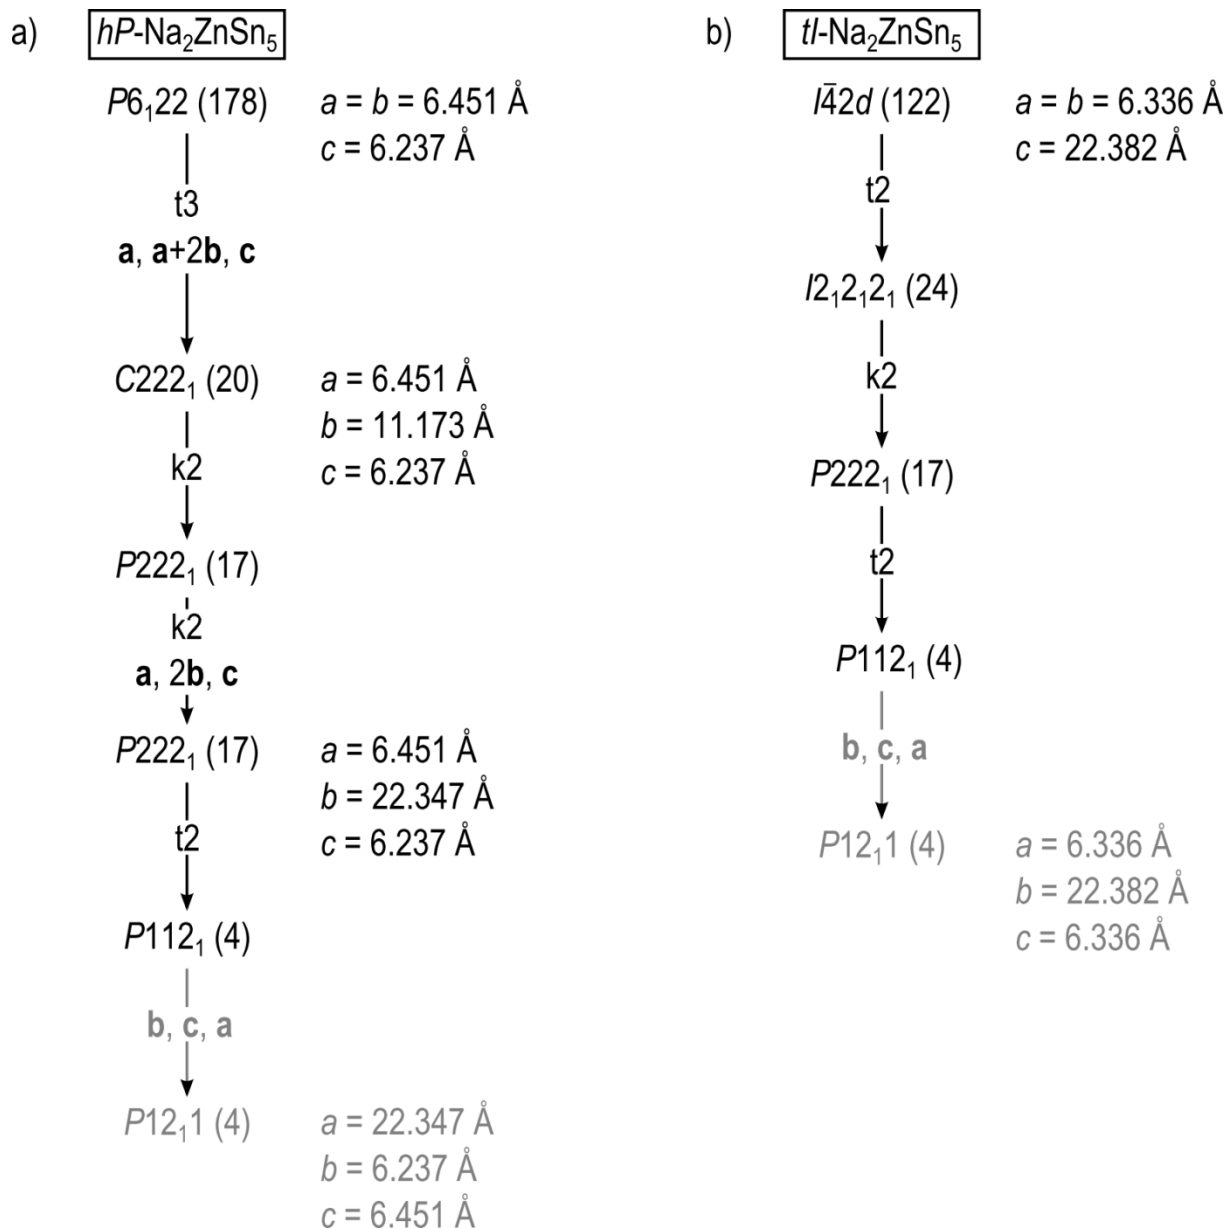 a) hP-Na₂ZnSn₅
P6₁22 (178) a = b = 6.451 Å
c = 6.237 Å
t3
a, a+2b, c
C222₁ (20) a = 6.451 Å
b = 11.173 Å
k2 c = 6.237 Å
P222₁ (17)
k2
a, 2b, c
P222₁ (17) a = 6.451 Å
b = 22.347 Å
t2 c = 6.237 Å
P112₁ (4)
b, c, a
P12₁1 (4) a = 22.347 Å
b = 6.237 Å
c = 6.451 Å
b) tI-Na₂ZnSn₅
I4̅2d (122) a = b = 6.336 Å
c = 22.382 Å
t2
I2₁2₁2₁ (24)
k2
P222₁ (17)
t2
P112₁ (4)
b, c, a
P12₁1 (4) a = 6.336 Å
b = 22.382 Å
c = 6.336 Å